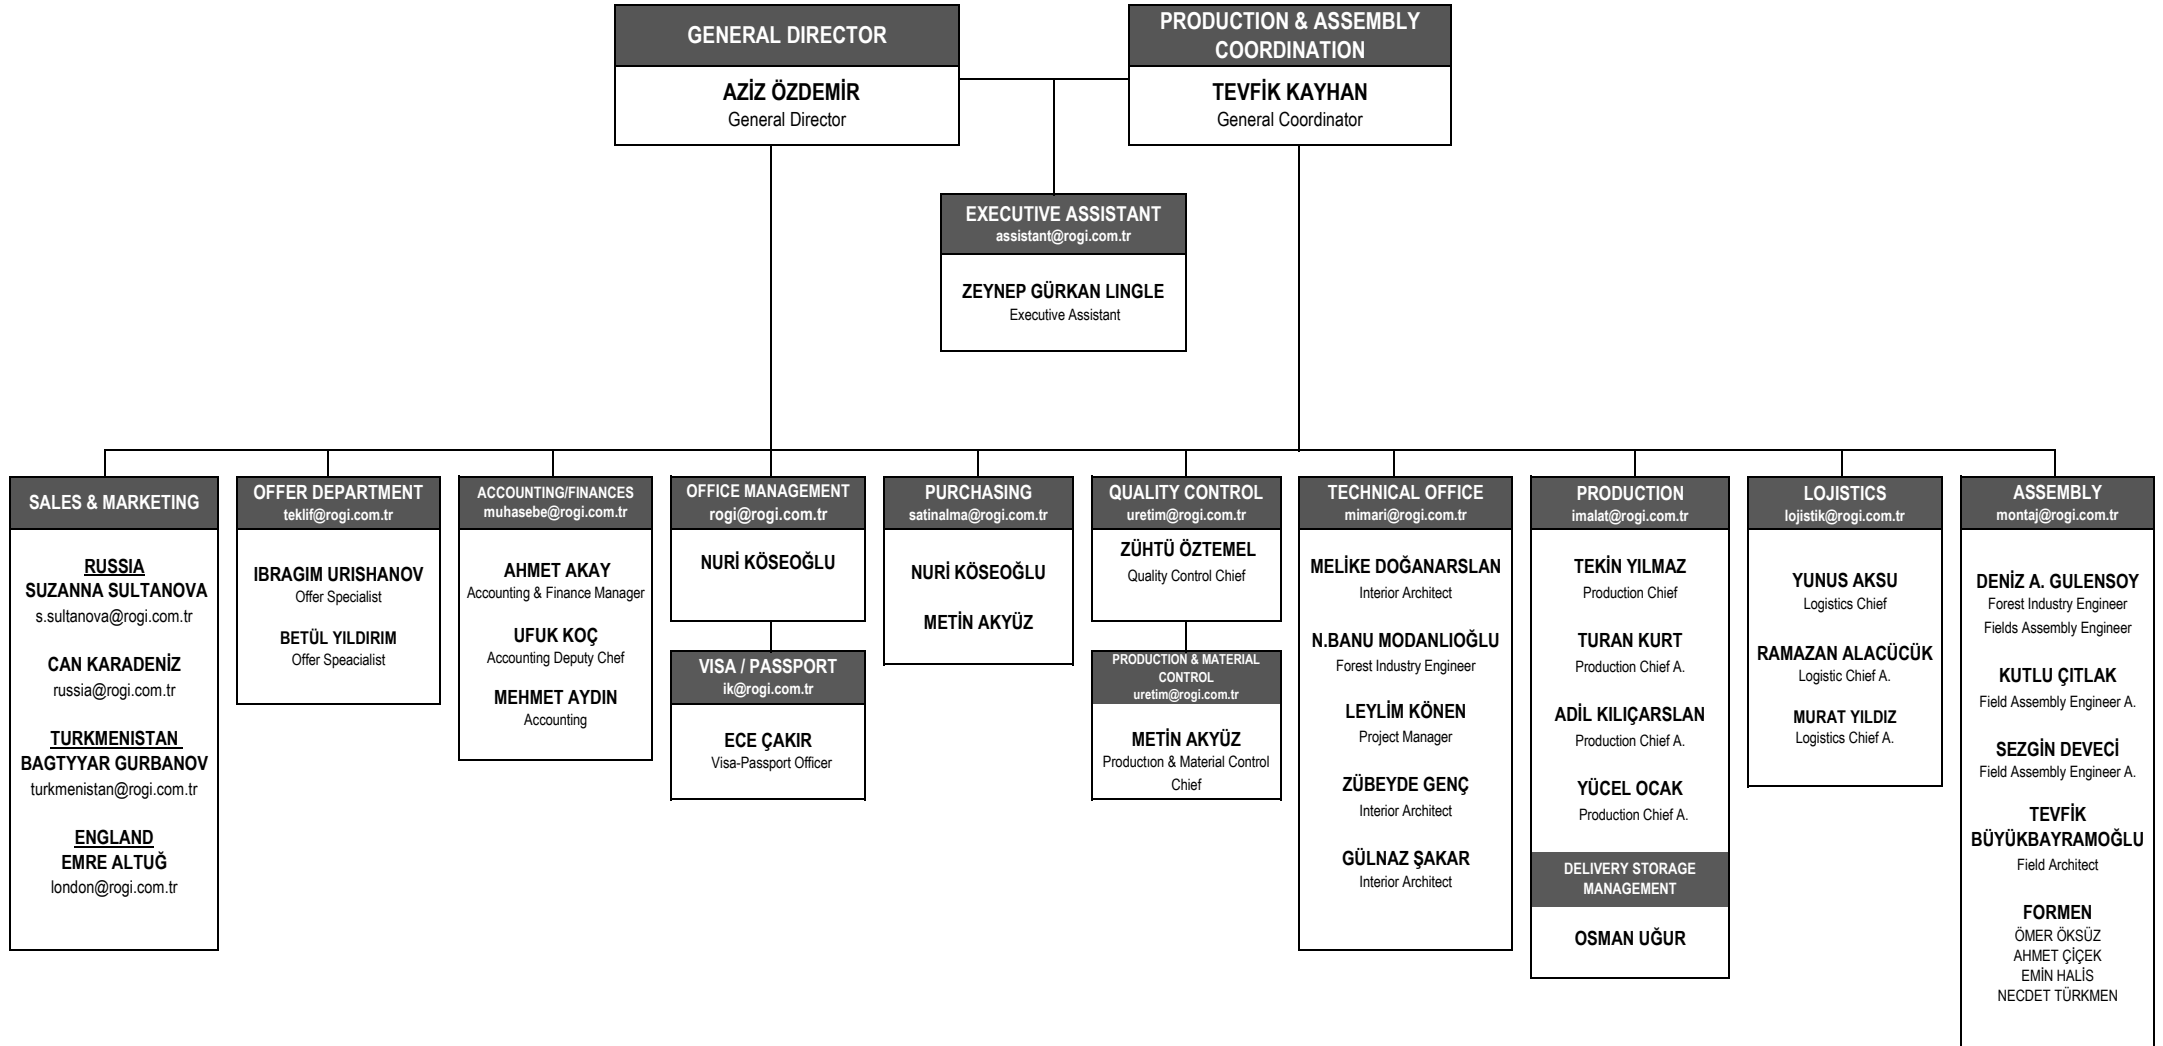 GENERAL DIRECTOR
AZİZ ÖZDEMİR
General Director
PRODUCTION & ASSEMBLY
COORDINATION
TEVFİK KAYHAN
General Coordinator
EXECUTIVE ASSISTANT
assistant@rogi.com.tr
ZEYNEP GÜRKAN LINGLE
Executive Assistant
SALES & MARKETING
RUSSIA
SUZANNA SULTANOVA
s.sultanova@rogi.com.tr
CAN KARADENİZ
russia@rogi.com.tr
TURKMENISTAN
BAGTYYAR GURBANOV
turkmenistan@rogi.com.tr
ENGLAND
EMRE ALTUĞ
london@rogi.com.tr
OFFER DEPARTMENT
teklif@rogi.com.tr
IBRAGIM URISHANOV
Offer Specialist
BETÜL YILDIRIM
Offer Speacialist
ACCOUNTING/FINANCES
muhasebe@rogi.com.tr
AHMET AKAY
Accounting & Finance Manager
UFUK KOÇ
Accounting Deputy Chef
MEHMET AYDIN
Accounting
OFFICE MANAGEMENT
rogi@rogi.com.tr
NURİ KÖSEOĞLU
VISA / PASSPORT
ik@rogi.com.tr
ECE ÇAKIR
Visa-Passport Officer
PURCHASING
satinalma@rogi.com.tr
NURİ KÖSEOĞLU
METİN AKYÜZ
QUALITY CONTROL
uretim@rogi.com.tr
ZÜHTÜ ÖZTEMEL
Quality Control Chief
PRODUCTION & MATERIAL
CONTROL
uretim@rogi.com.tr
METİN AKYÜZ
Productıon & Material Control
Chief
TECHNICAL OFFICE
mimari@rogi.com.tr
MELİKE DOĞANARSLAN
Interior Architect
N.BANU MODANLIOĞLU
Forest Industry Engineer
LEYLİM KÖNEN
Project Manager
ZÜBEYDE GENÇ
Interior Architect
GÜLNAZ ŞAKAR
Interior Architect
PRODUCTION
imalat@rogi.com.tr
TEKİN YILMAZ
Production Chief
TURAN KURT
Production Chief A.
ADİL KILIÇARSLAN
Production Chief A.
YÜCEL OCAK
Production Chief A.
DELIVERY STORAGE
MANAGEMENT
OSMAN UĞUR
LOJISTICS
lojistik@rogi.com.tr
YUNUS AKSU
Logistics Chief
RAMAZAN ALACÜCÜK
Logistic Chief A.
MURAT YILDIZ
Logistics Chief A.
ASSEMBLY
montaj@rogi.com.tr
DENİZ A. GULENSOY
Forest Industry Engineer
Fields Assembly Engineer
KUTLU ÇITLAK
Field Assembly Engineer A.
SEZGİN DEVECİ
Field Assembly Engineer A.
TEVFİK
BÜYÜKBAYRAMOĞLU
Field Architect
FORMEN
ÖMER ÖKSÜZ
AHMET ÇİÇEK
EMİN HALİS
NECDET TÜRKMEN